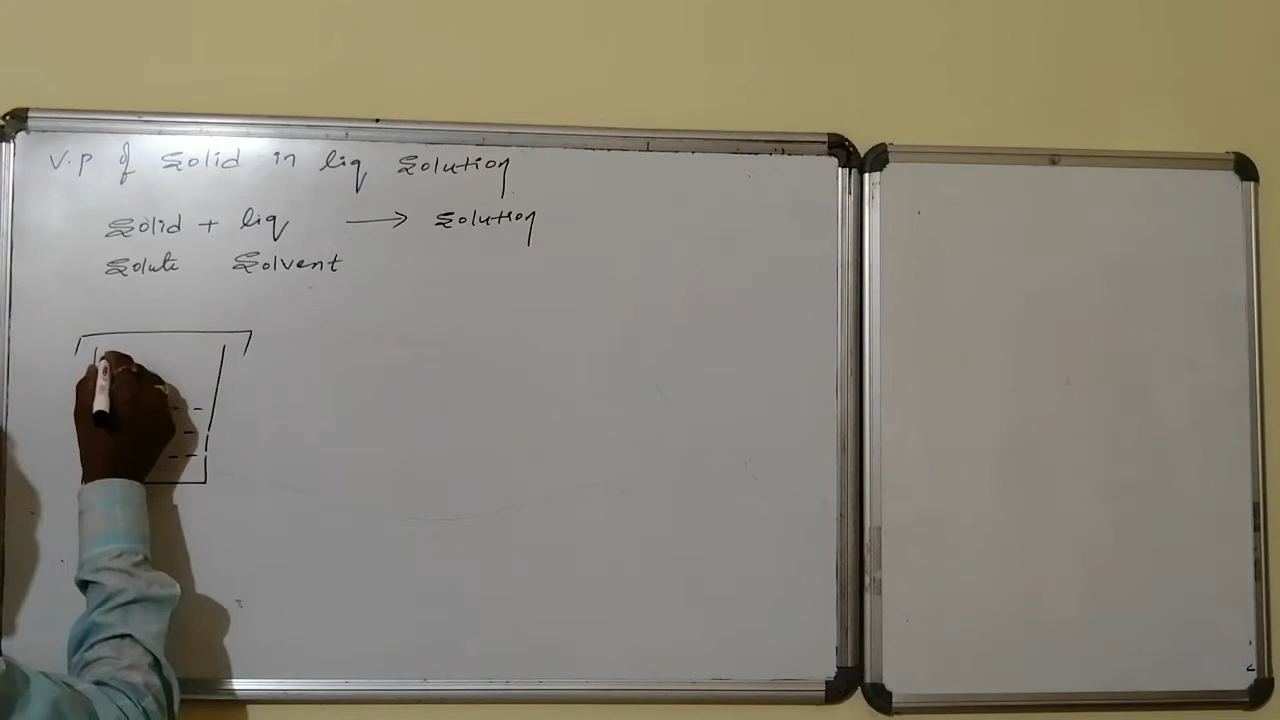 V.P of Solid in liq Solution
Solid + liq ⟶ Solution
Solute Solvent